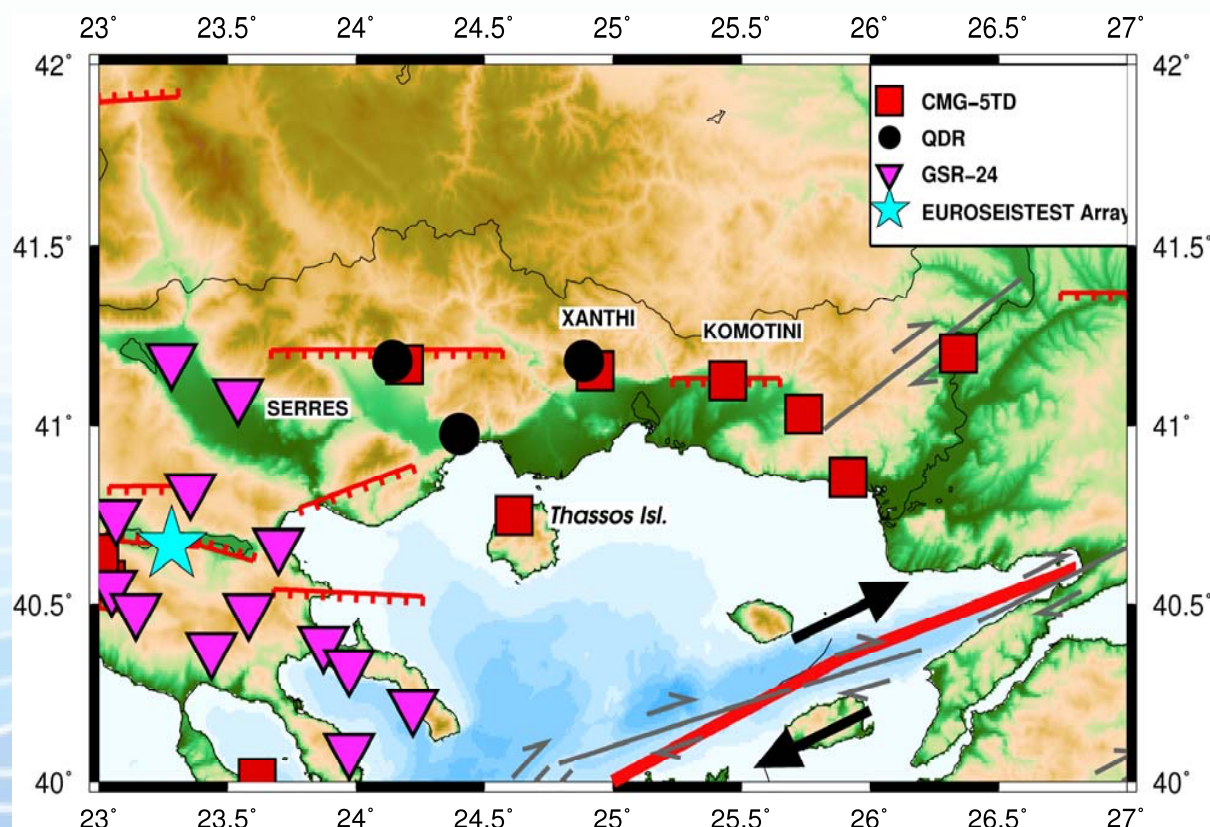 23° 23.5° 24° 24.5° 25° 25.5° 26° 26.5° 27°
42° 42°
CMG-5TD
QDR
GSR-24
EUROSEISTEST Array
41.5° 41.5°
XANTHI
KOMOTINI
SERRES
41° 41°
Thassos Isl.
40.5° 40.5°
40° 40°
23° 23.5° 24° 24.5° 25° 25.5° 26° 26.5° 27°